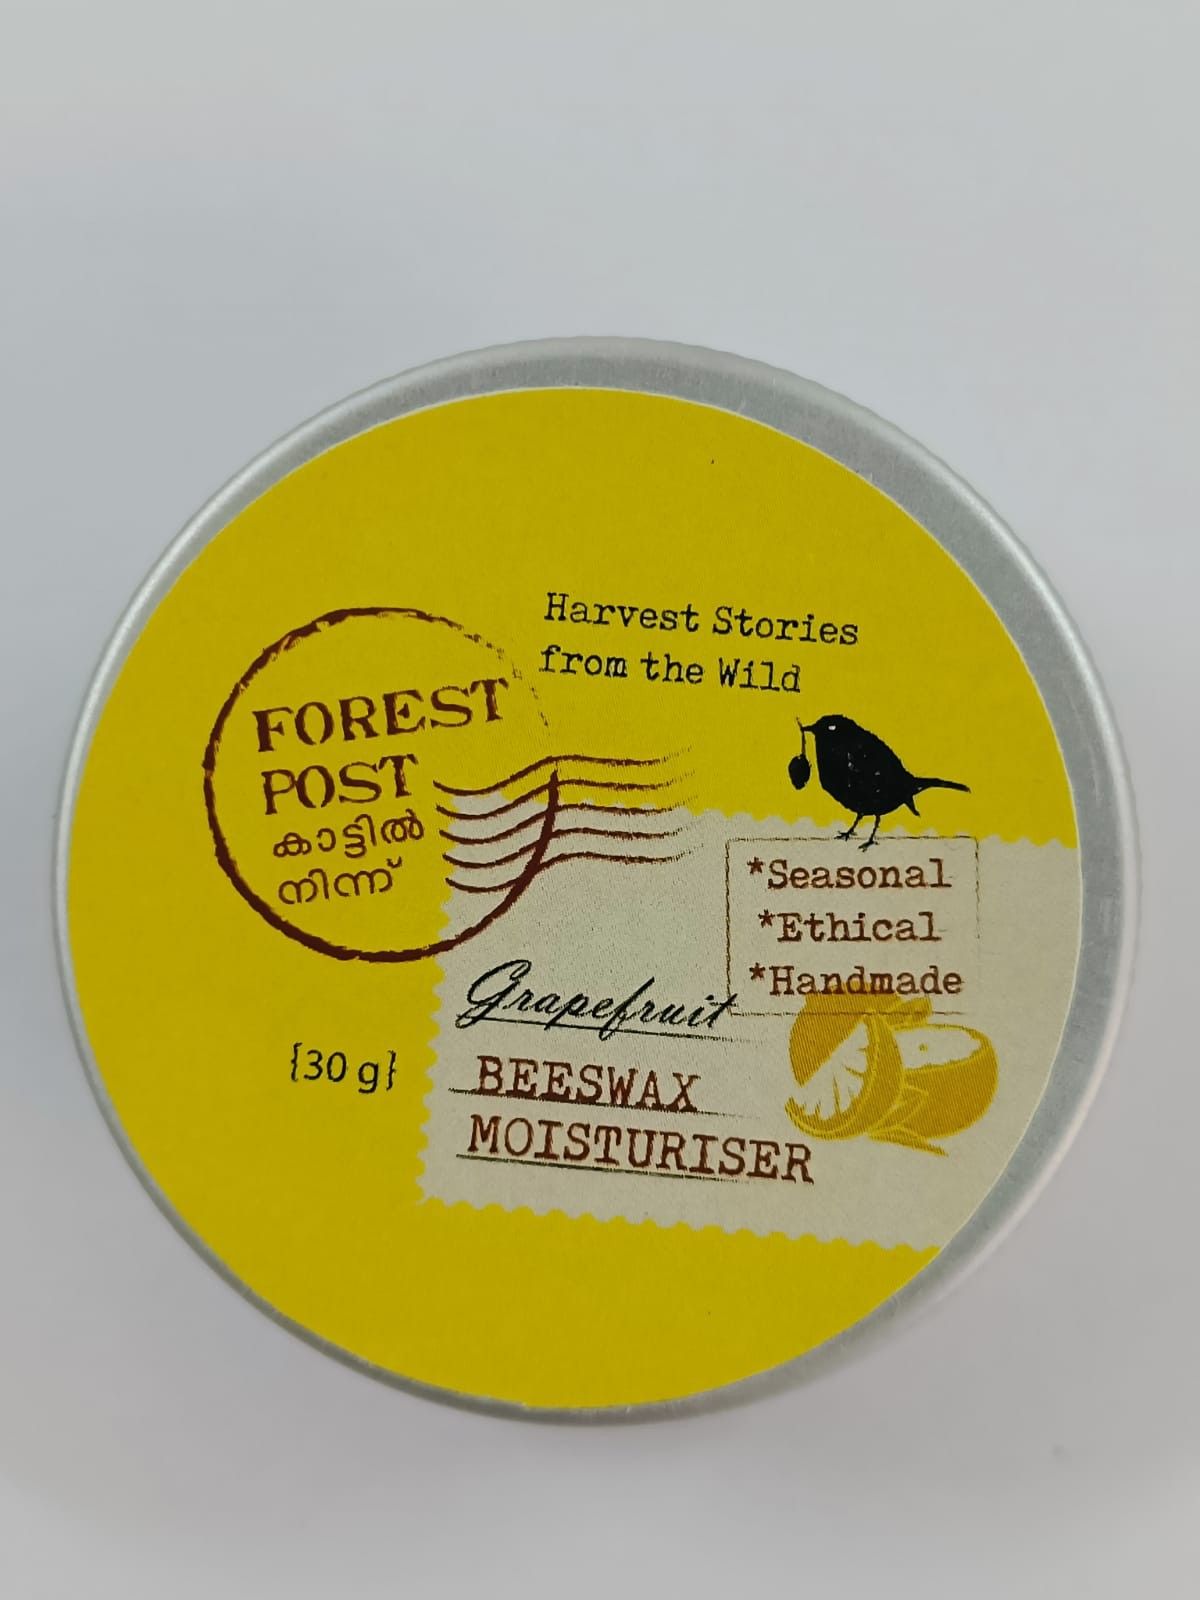 Harvest Stories
from the Wild
FOREST
POST
കാട്ടിൽ
നിന്ന്
*Seasonal
*Ethical
*Handmade
Grapefruit
{30 g}
BEESWAX
MOISTURISER